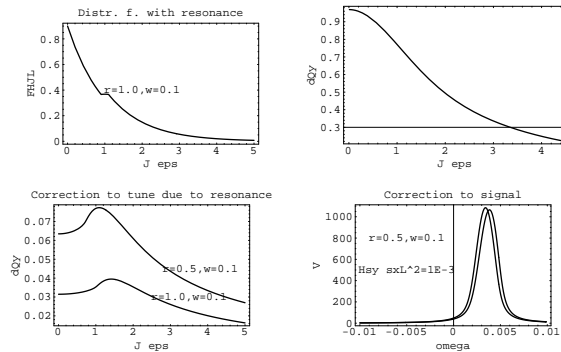 Distr. f. with resonance
FHJL
0.8
0.6
0.4
0.2
0
r=1.0,w=0.1
0 1 2 3 4 5
J eps
dQy
0.9
0.8
0.7
0.6
0.5
0.4
0.3
0 1 2 3 4
J eps
Correction to tune due to resonance
dQy
0.07
0.06
0.05
0.04
0.03
0.02
r=0.5,w=0.1
r=1.0,w=0.1
0 1 2 3 4 5
J eps
Correction to signal
V
1000
800
600
400
200
0
r=0.5,w=0.1
Hsy sxL^2=1E-3
-0.01 -0.005 0 0.005 0.01
omega